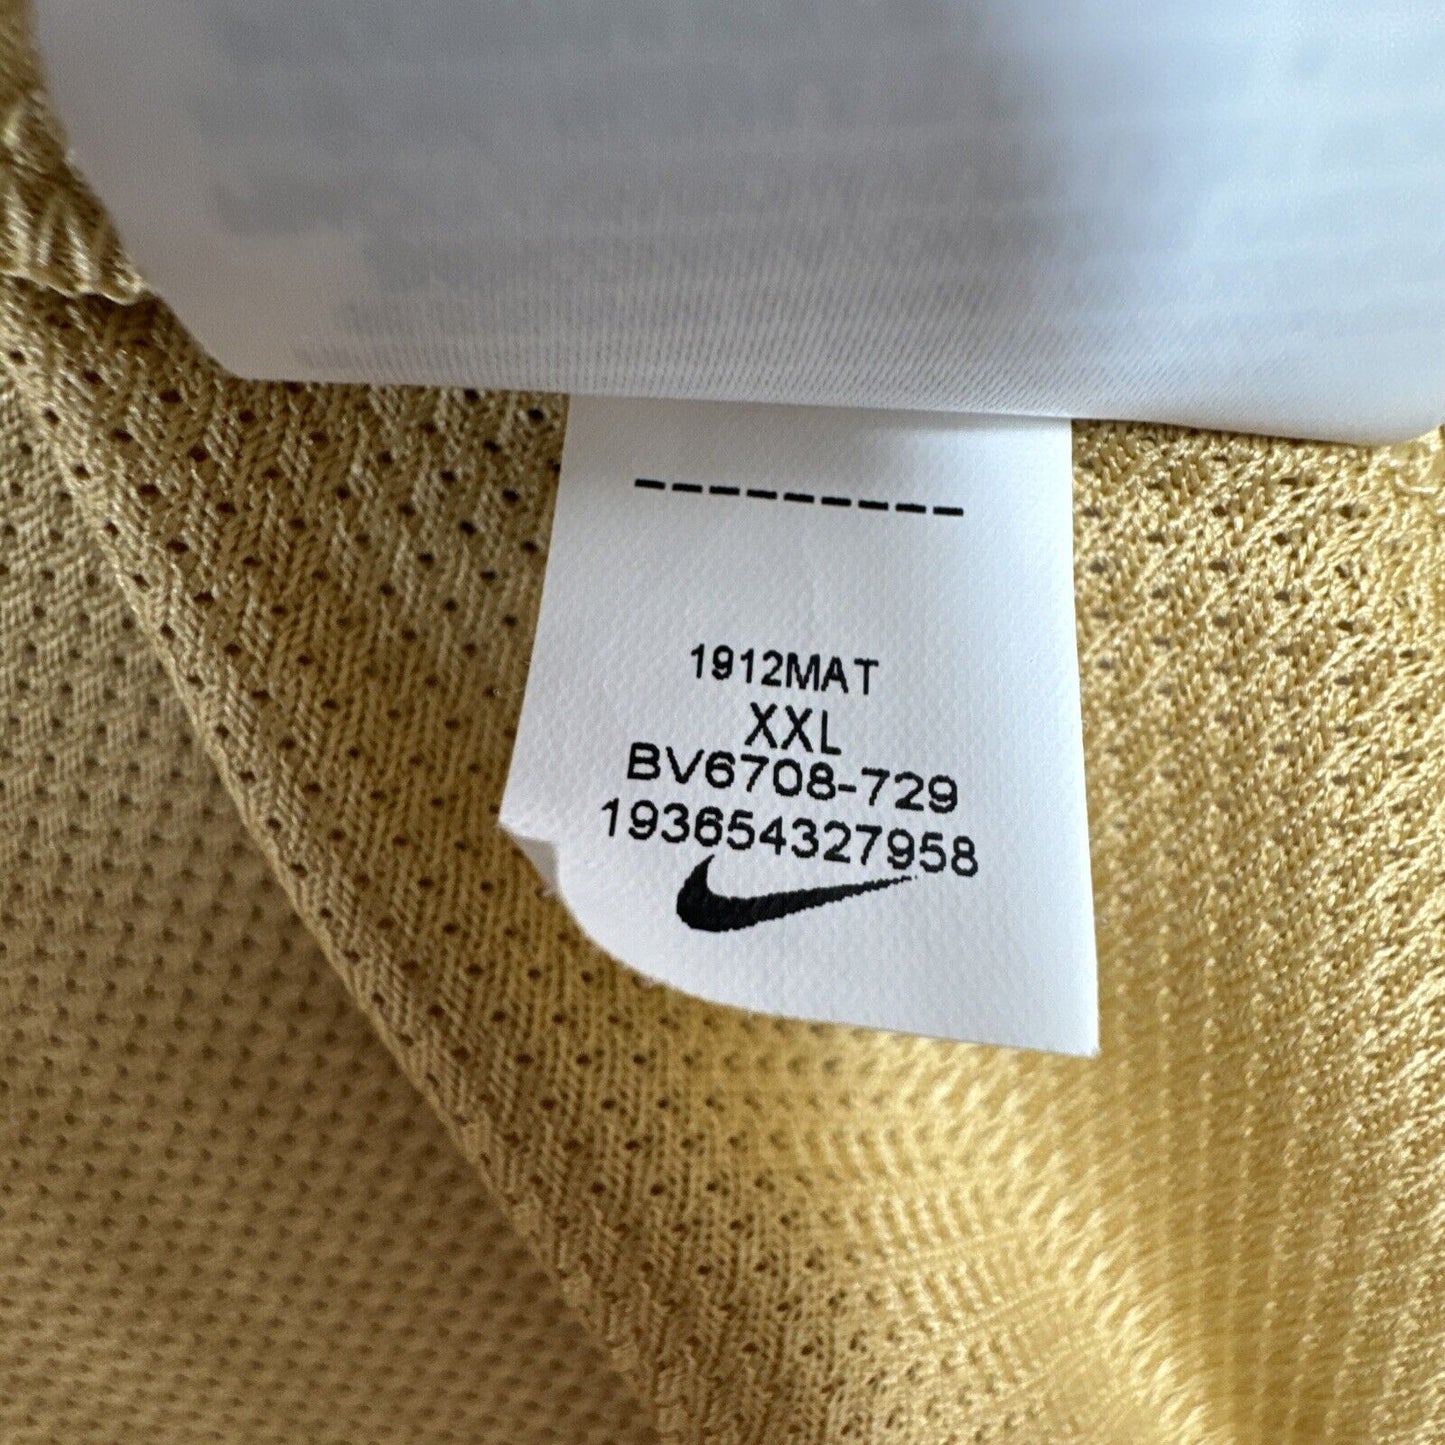 ---------
1912MAT
XXL
BV6708-729
193654327958